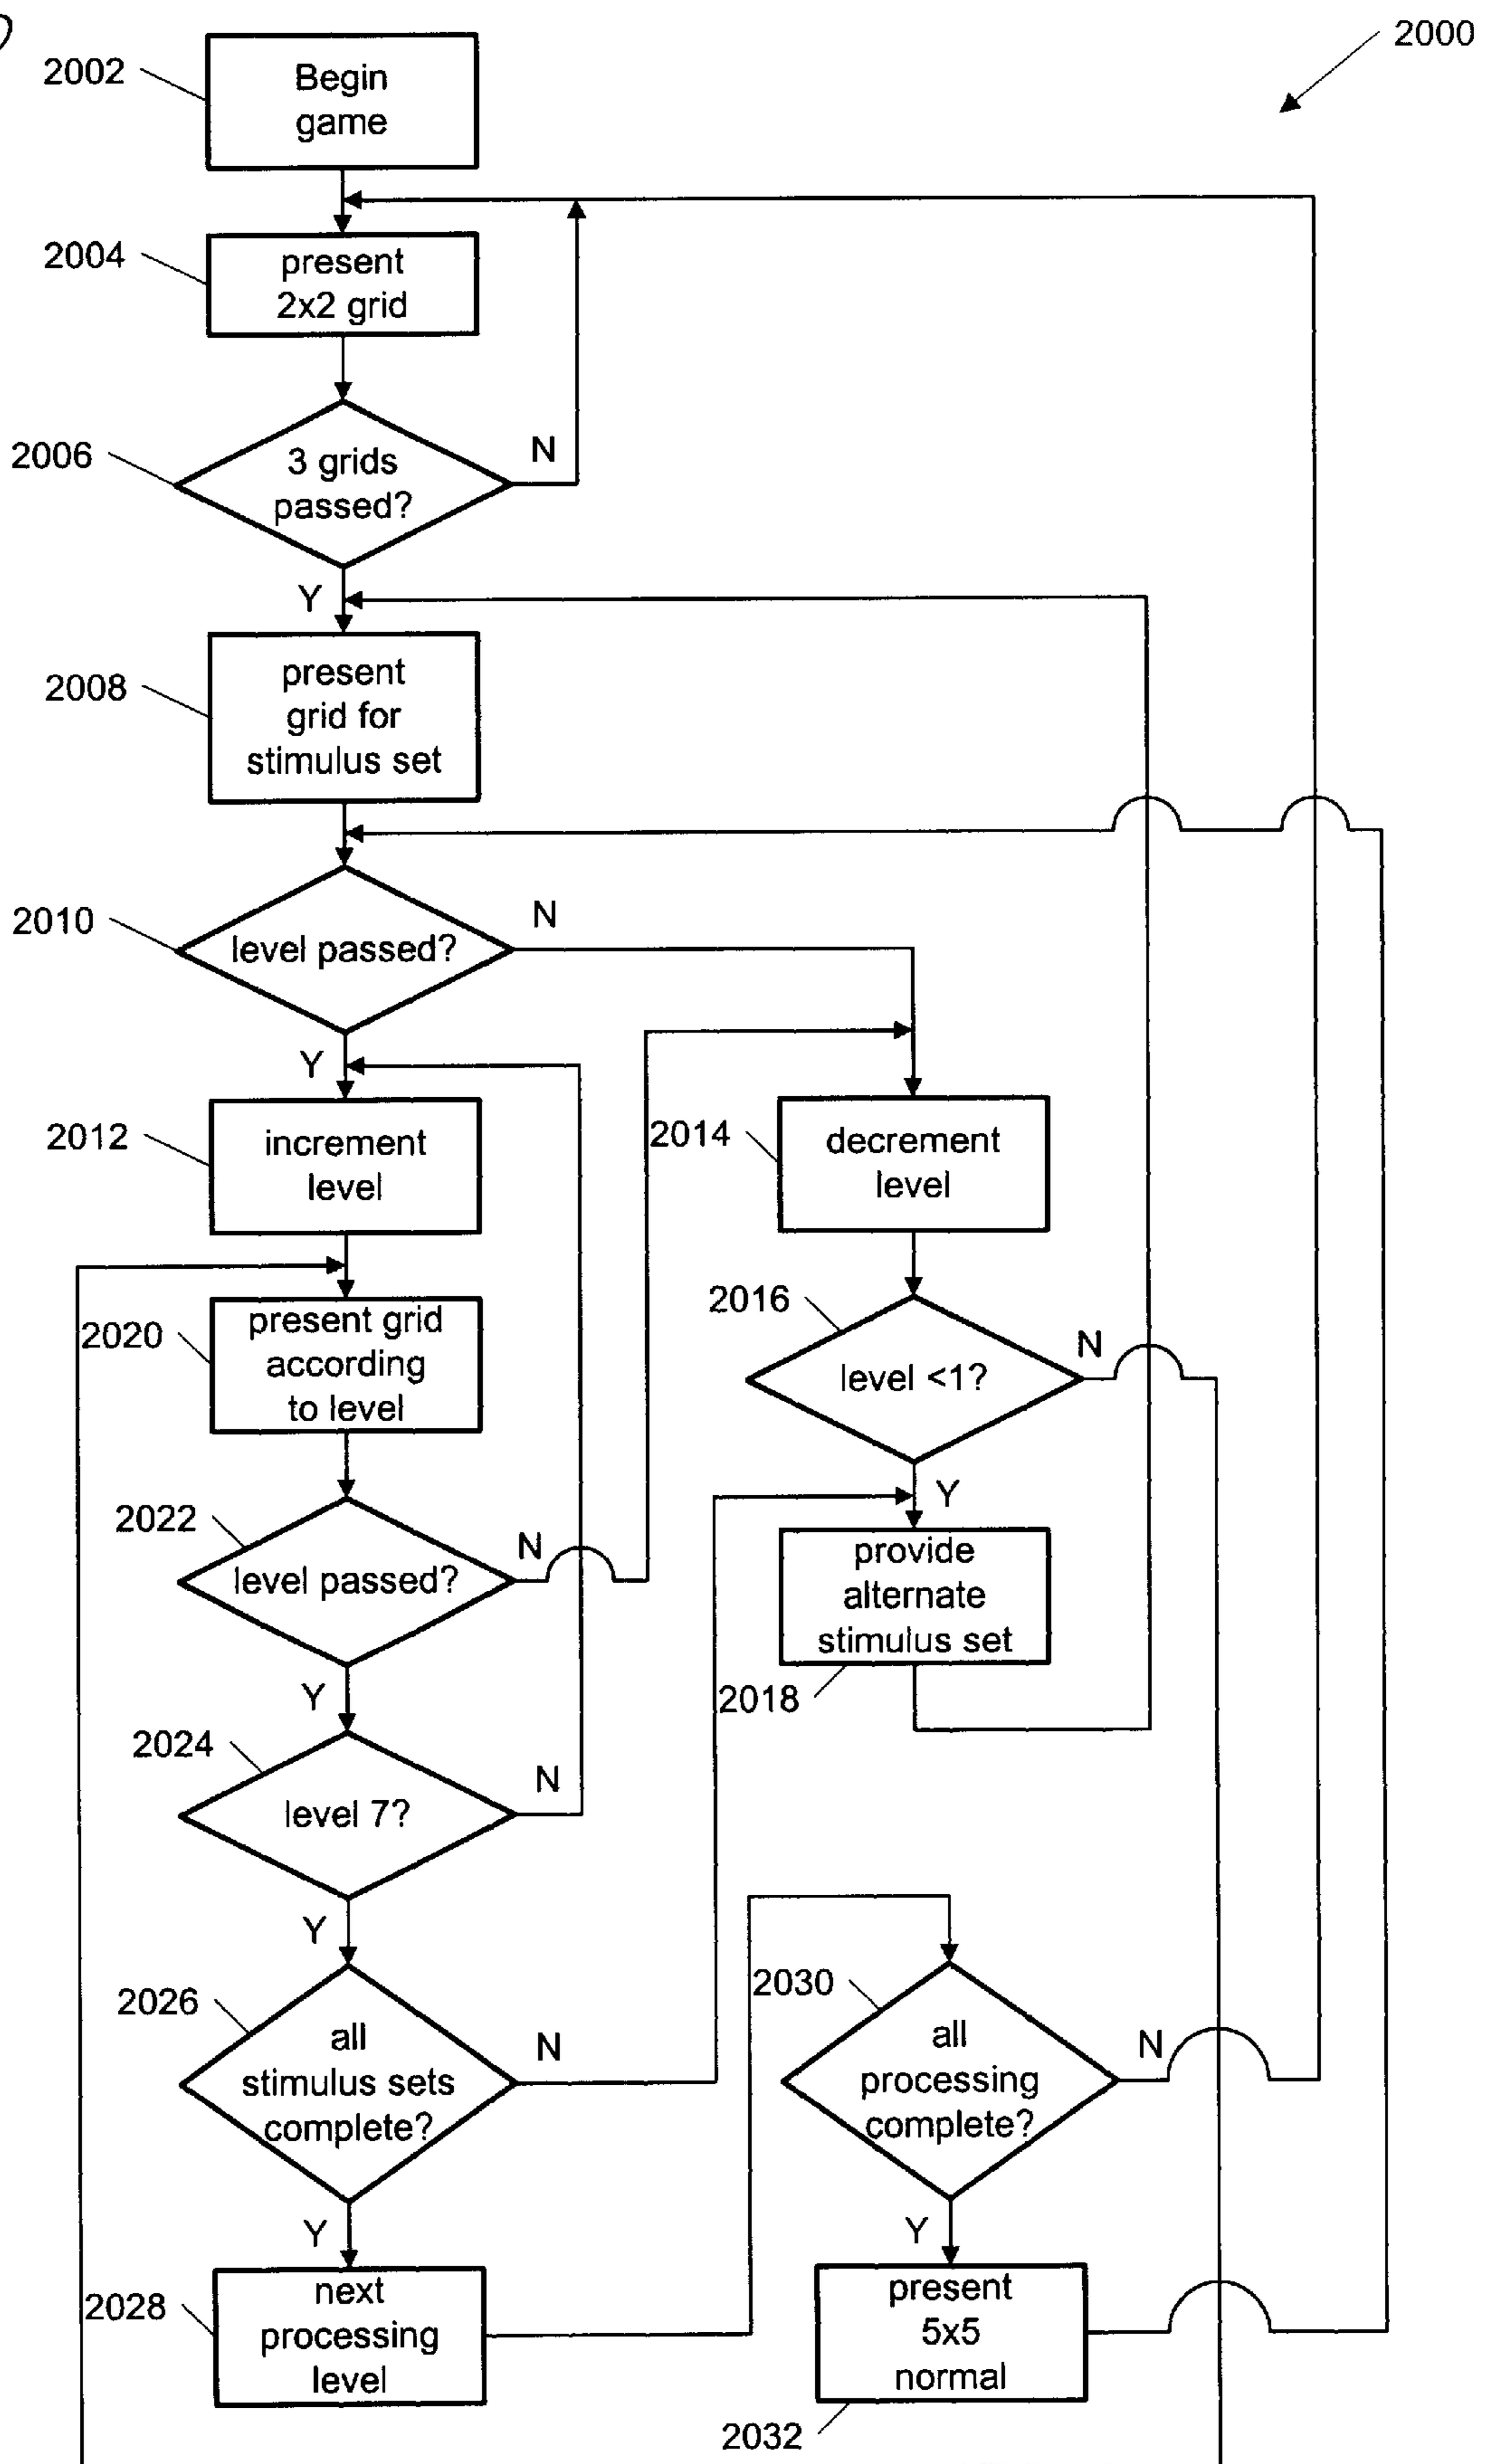 2000
2002
Begin
game
2004
present
2x2 grid
2006
3 grids
passed?
N
Y
2008
present
grid for
stimulus set
2010
level passed?
N
Y
2012
increment
level
2014
decrement
level
2016
level <1?
N
Y
2018
provide
alternate
stimulus set
2020
present grid
according
to level
2022
level passed?
N
Y
2024
level 7?
N
Y
2026
all
stimulus sets
complete?
N
Y
2028
next
processing
level
2030
all
processing
complete?
N
Y
2032
present
5x5
normal